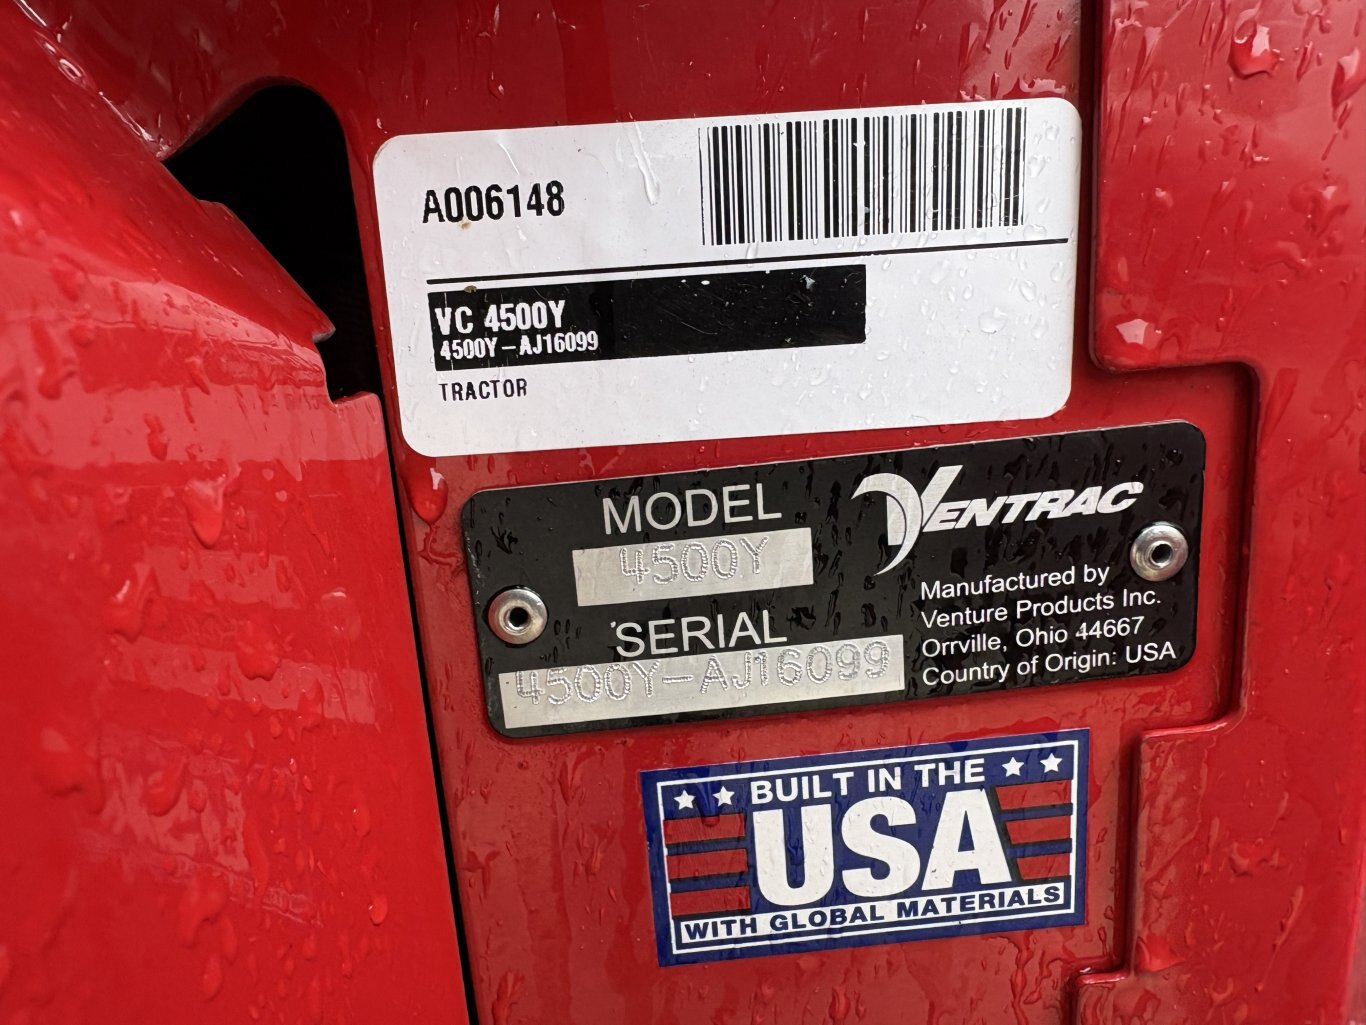 A006148
VC 4500Y
4500Y-AJ16099
TRACTOR
MODEL
4500Y
SERIAL
4500Y-AJ16099
VENTRAC
Manufactured by
Venture Products Inc.
Orrville, Ohio 44667
Country of Origin: USA
BUILT IN THE
USA
WITH GLOBAL MATERIALS